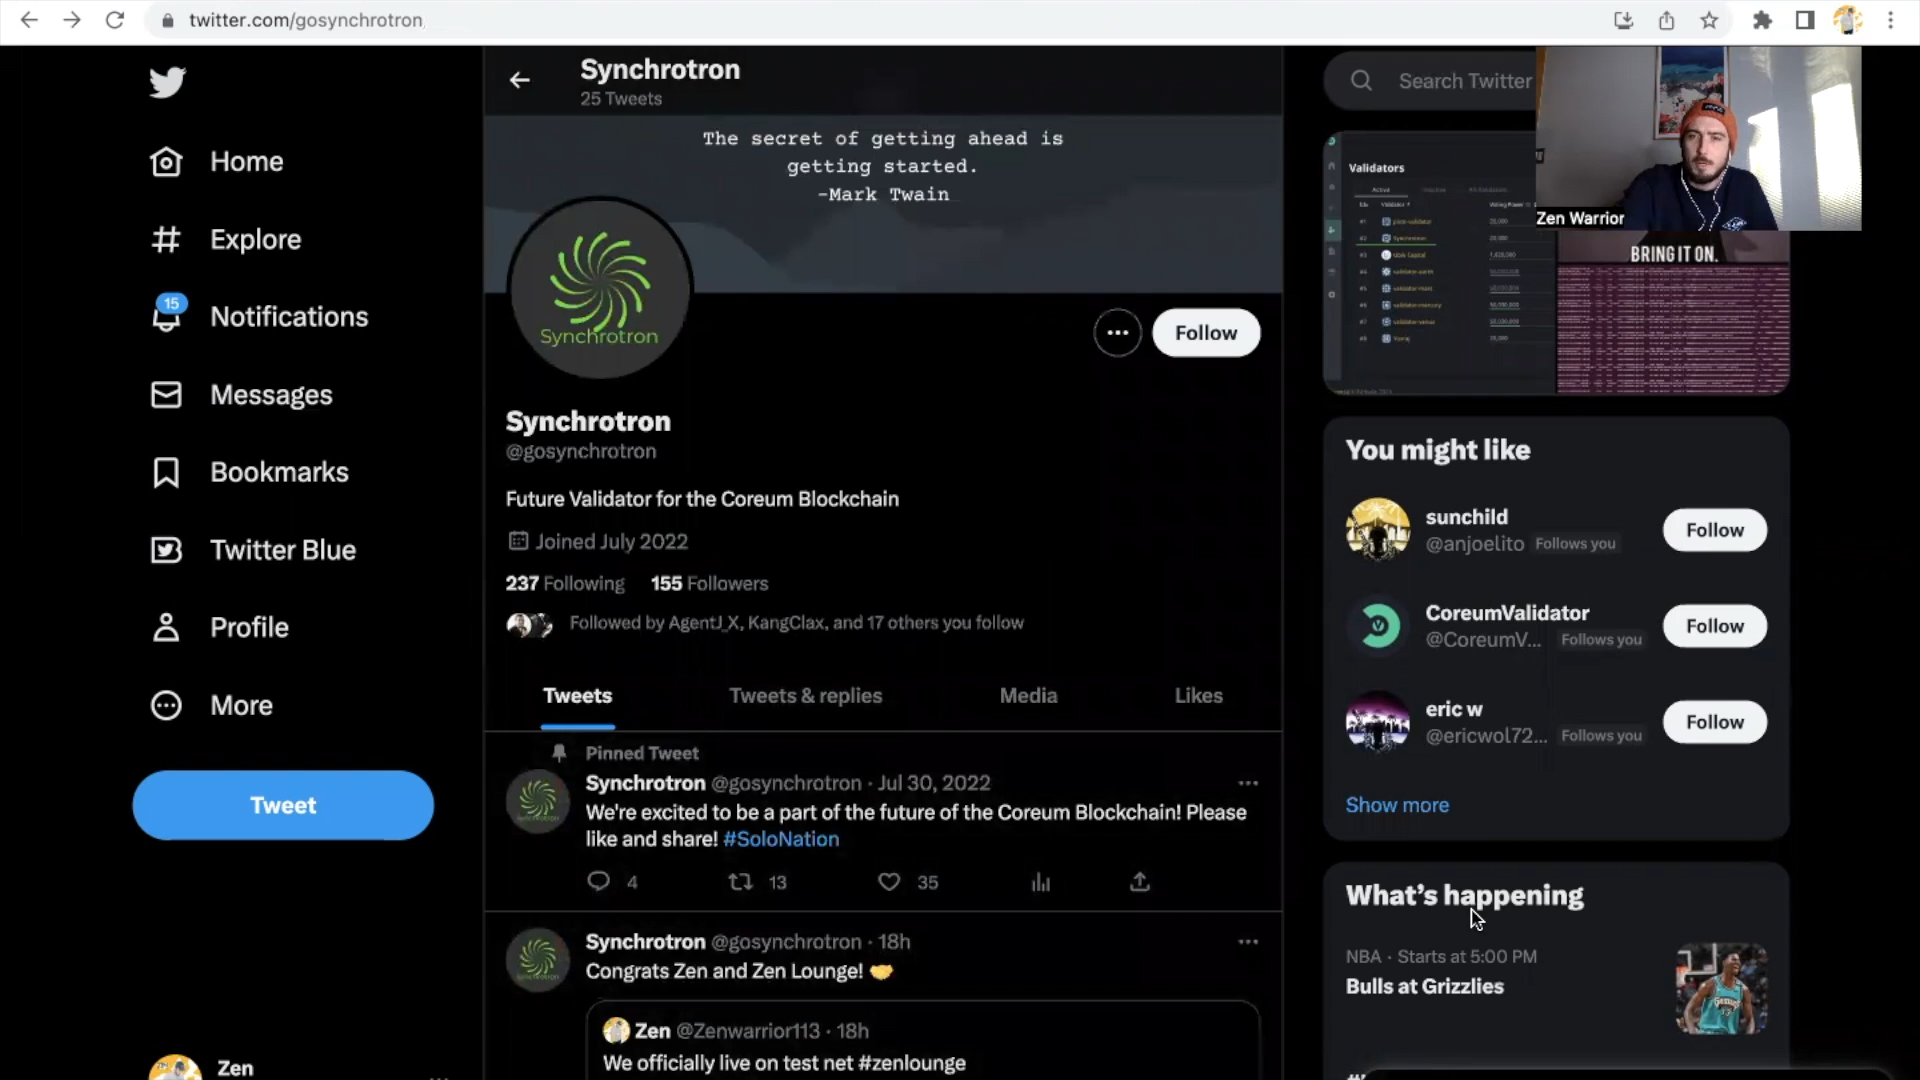 twitter.com/gosynchrotron
Synchrotron
25 Tweets
Search Twitter
The secret of getting ahead is
getting started.
-Mark Twain
Synchrotron
Home
Explore
15
Notifications
Messages
Bookmarks
Twitter Blue
Profile
More
Tweet
Zen
Follow
Synchrotron
@gosynchrotron
Future Validator for the Coreum Blockchain
Joined July 2022
237 Following 155 Followers
Followed by AgentJ_X, KangClax, and 17 others you follow
Tweets
Tweets & replies
Media
Likes
Pinned Tweet
Synchrotron @gosynchrotron · Jul 30, 2022
We're excited to be a part of the future of the Coreum Blockchain! Please
like and share! #SoloNation
4
13
35
Synchrotron @gosynchrotron · 18h
Congrats Zen and Zen Lounge!
Zen @Zenwarrior113 · 18h
We officially live on test net #zenlounge
Zen Warrior
Validators
Active
BRING IT ON.
You might like
sunchild
@anjoelito Follows you
Follow
CoreumValidator
@CoreumV... Follows you
Follow
eric w
@ericwol72... Follows you
Follow
Show more
What's happening
NBA · Starts at 5:00 PM
Bulls at Grizzlies